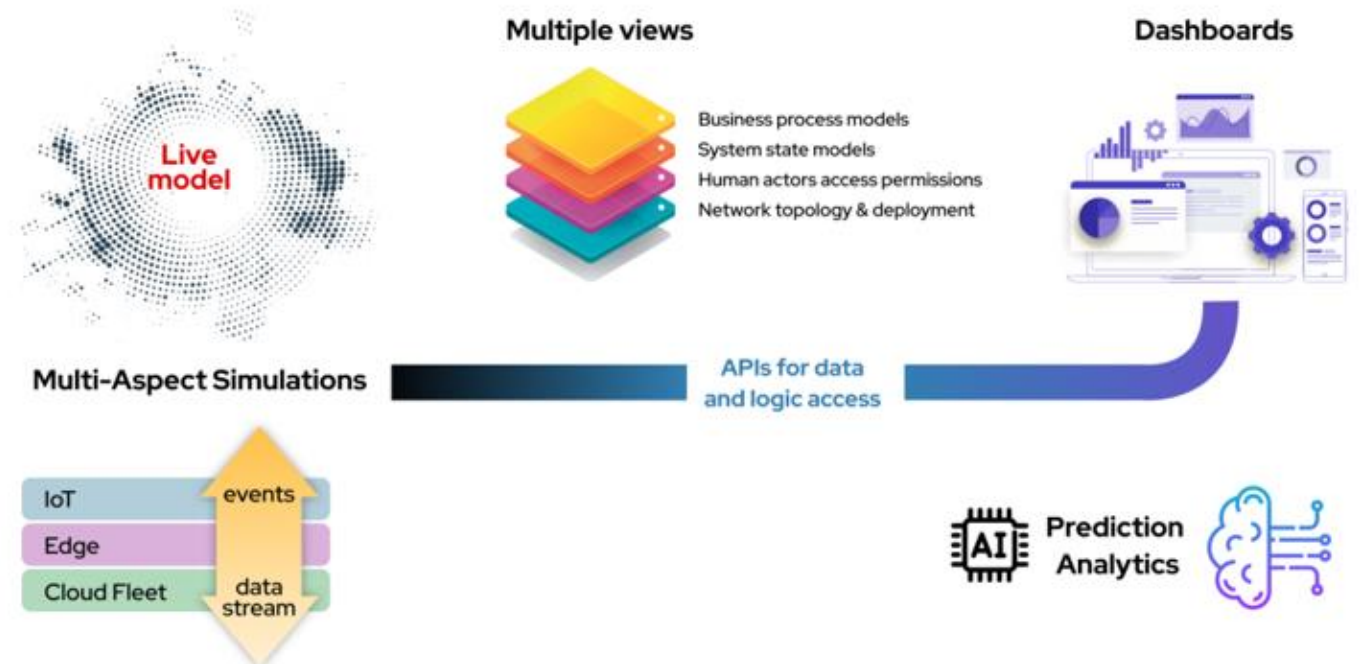 Live
model
Multiple views
Business process models
System state models
Human actors access permissions
Network topology & deployment
Dashboards
Multi-Aspect Simulations
APIs for data
and logic access
IoT
Edge
Cloud Fleet
events
data
stream
AI
Prediction
Analytics